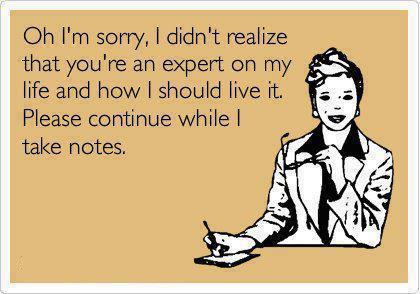 Oh I'm sorry, I didn't realize
that you're an expert on my
life and how I should live it.
Please continue while I
take notes.